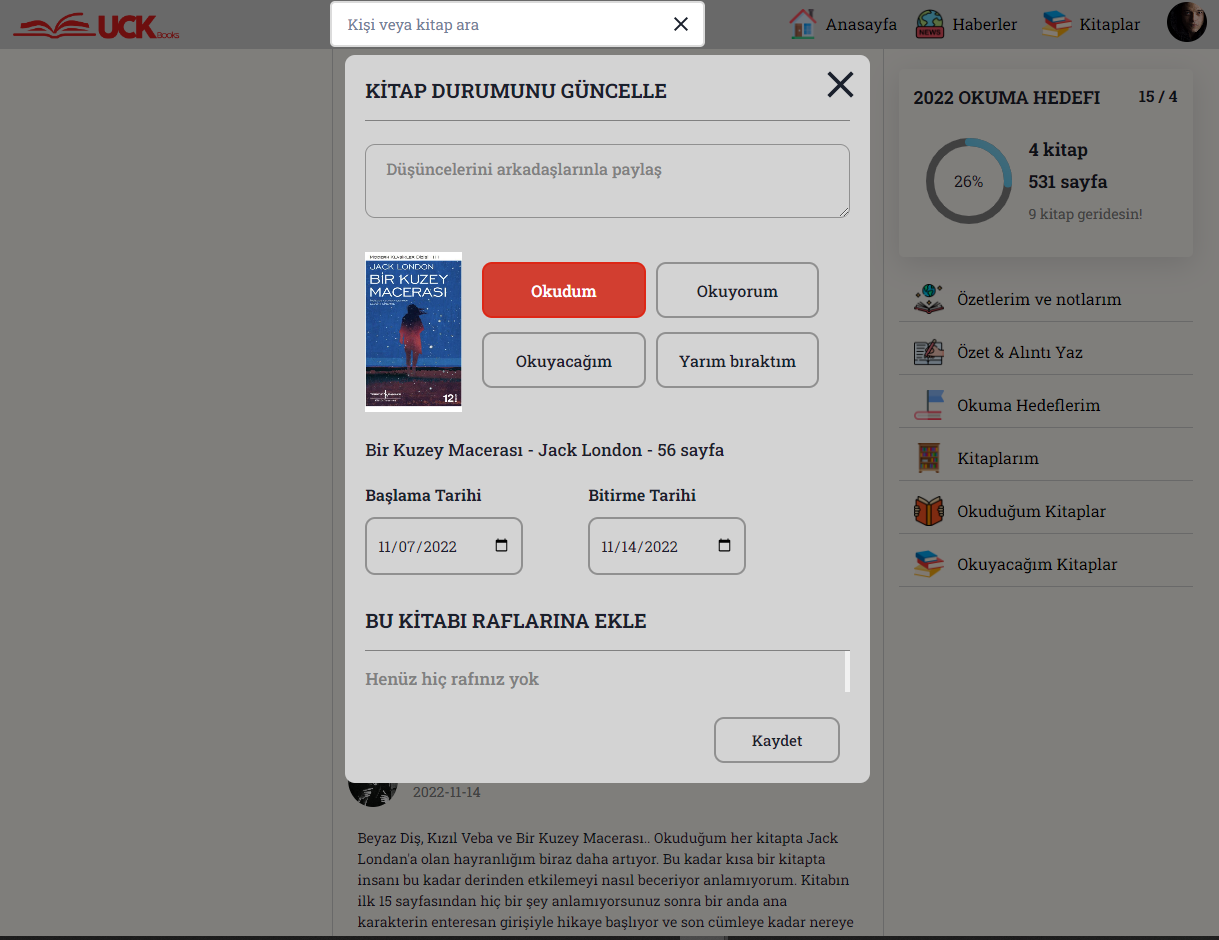 UCK Books
Kişi veya kitap ara
Anasayfa
NEWS
Haberler
Kitaplar
KİTAP DURUMUNU GÜNCELLE
Düşüncelerini arkadaşlarınla paylaş
JACK LONDON
BİR KUZEY
MACERASI
Okudum
Okuyorum
Okuyacağım
Yarım bıraktım
Bir Kuzey Macerası - Jack London - 56 sayfa
Başlama Tarihi
Bitirme Tarihi
11/07/2022
11/14/2022
BU KİTABI RAFLARINA EKLE
Henüz hiç rafınız yok
Kaydet
2022-11-14
Beyaz Diş, Kızıl Veba ve Bir Kuzey Macerası.. Okuduğum her kitapta Jack
Londan'a olan hayranlığım biraz daha artıyor. Bu kadar kısa bir kitapta
insanı bu kadar derinden etkilemeyi nasıl beceriyor anlamıyorum. Kitabın
ilk 15 sayfasından hiç bir şey anlamıyorsunuz sonra bir anda ana
karakterin enteresan girişiyle hikaye başlıyor ve son cümleye kadar nereye
2022 OKUMA HEDEFI
15 / 4
26%
4 kitap
531 sayfa
9 kitap geridesin!
Özetlerim ve notlarım
Özet & Alıntı Yaz
Okuma Hedeflerim
Kitaplarım
Okuduğum Kitaplar
Okuyacağım Kitaplar